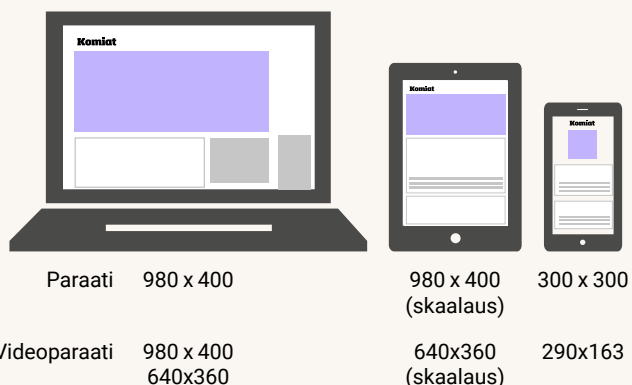 Komiat
Komiat
Komiat
Paraati 980 x 400 980 x 400 300 x 300
(skaalaus)
Videoparaati 980 x 400 640x360 290x163
640x360 (skaalaus)